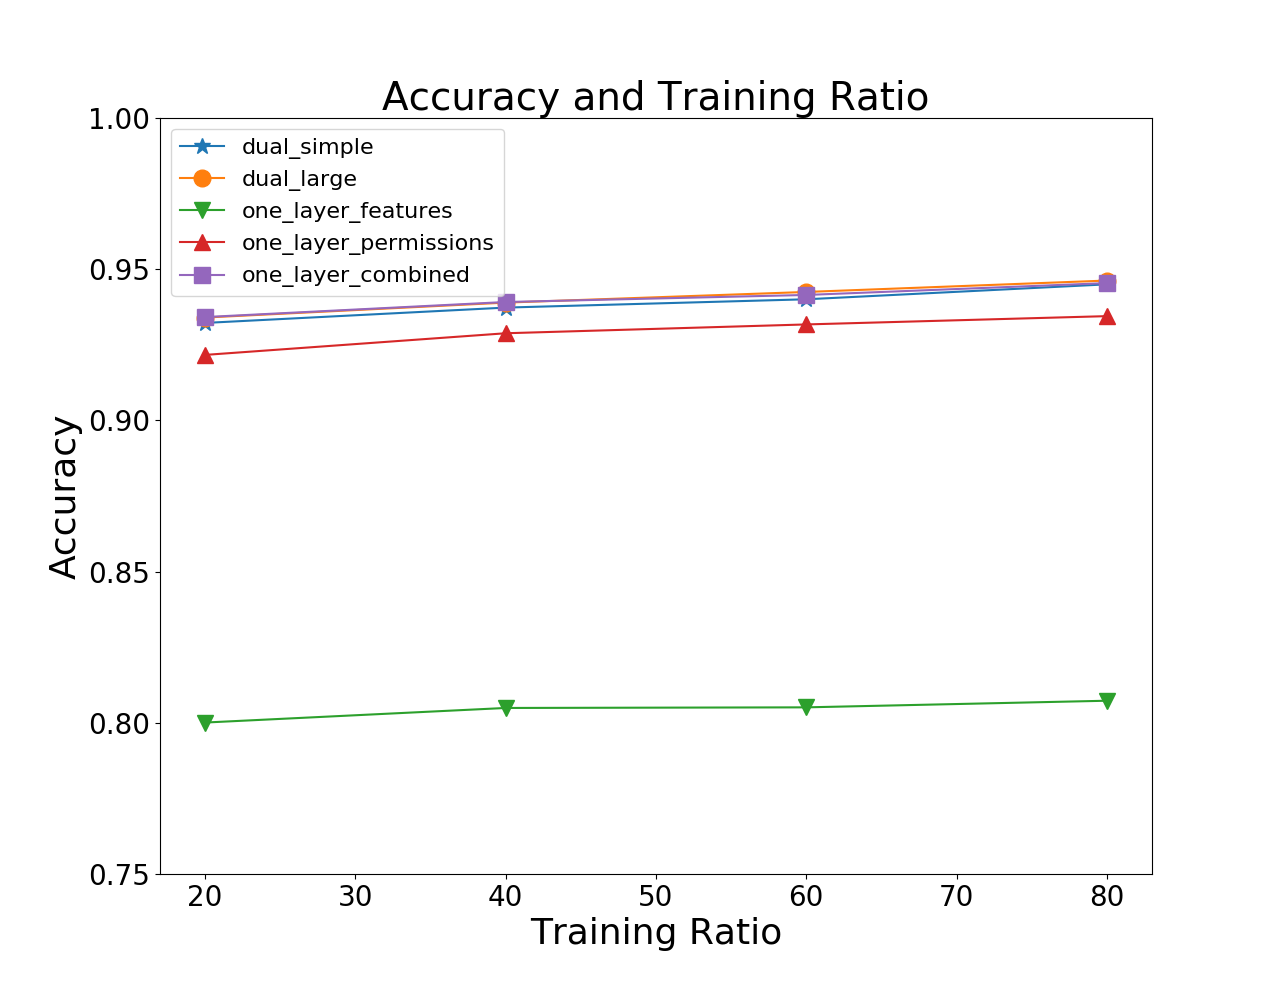 Accuracy and Training Ratio
1.00
0.95
0.90
0.85
0.80
0.75
Accuracy
dual_simple
dual_large
one_layer_features
one_layer_permissions
one_layer_combined
20 30 40 50 60 70 80
Training Ratio